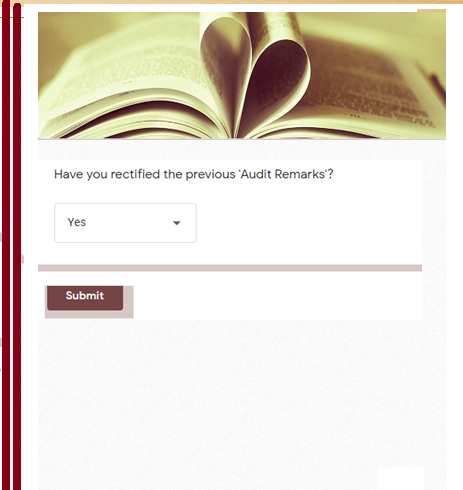 Have you rectified the previous 'Audit Remarks'?
Yes
Submit